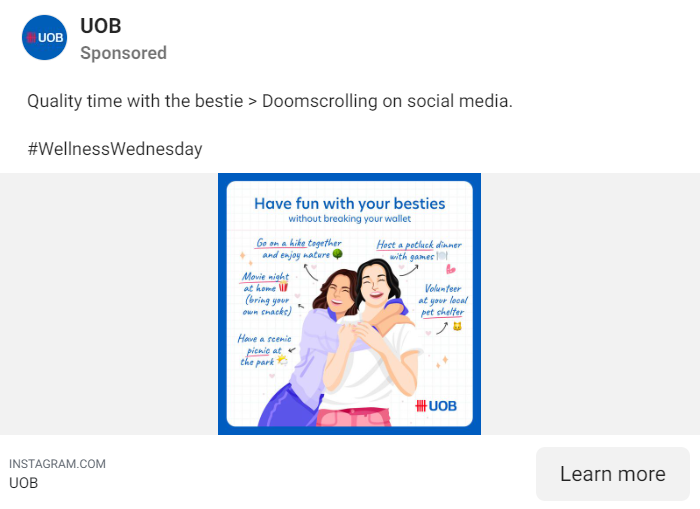 UOB
UOB
Sponsored
Quality time with the bestie > Doomscrolling on social media.
#WellnessWednesday
Have fun with your besties
without breaking your wallet
Go on a hike together
and enjoy nature
Host a potluck dinner
with games
Movie night
at home
(bring your
own snacks)
Volunteer
at your local
pet shelter
Have a scenic
picnic at
the park
UOB
INSTAGRAM.COM
UOB
Learn more